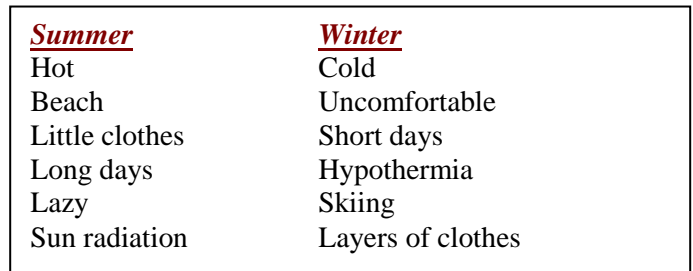 Summer Winter
Hot Cold
Beach Uncomfortable
Little clothes Short days
Long days Hypothermia
Lazy Skiing
Sun radiation Layers of clothes